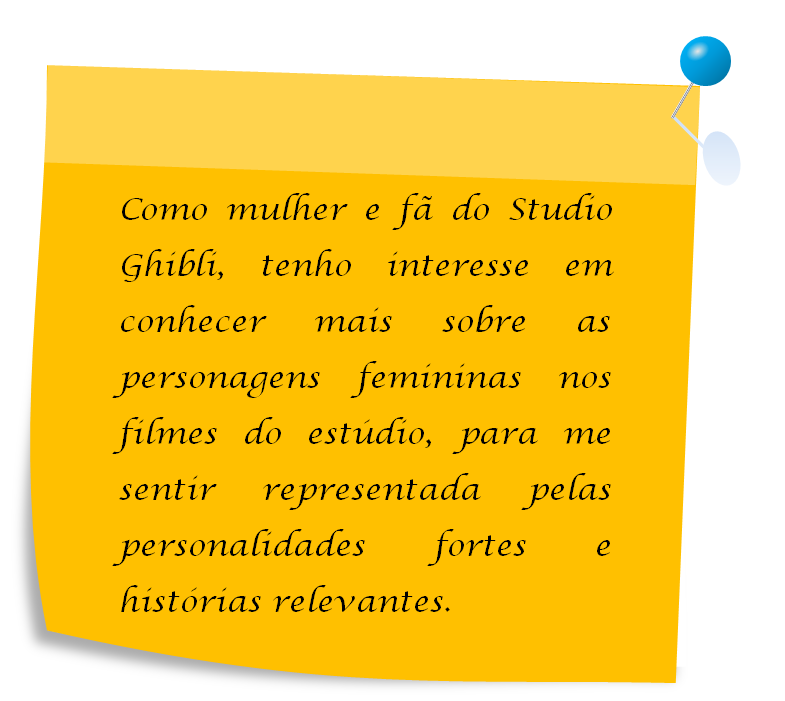 Como mulher e fã do Studio
Ghibli, tenho interesse em
conhecer mais sobre as
personagens femininas nos
filmes do estúdio, para me
sentir representada pelas
personalidades fortes e
histórias relevantes.